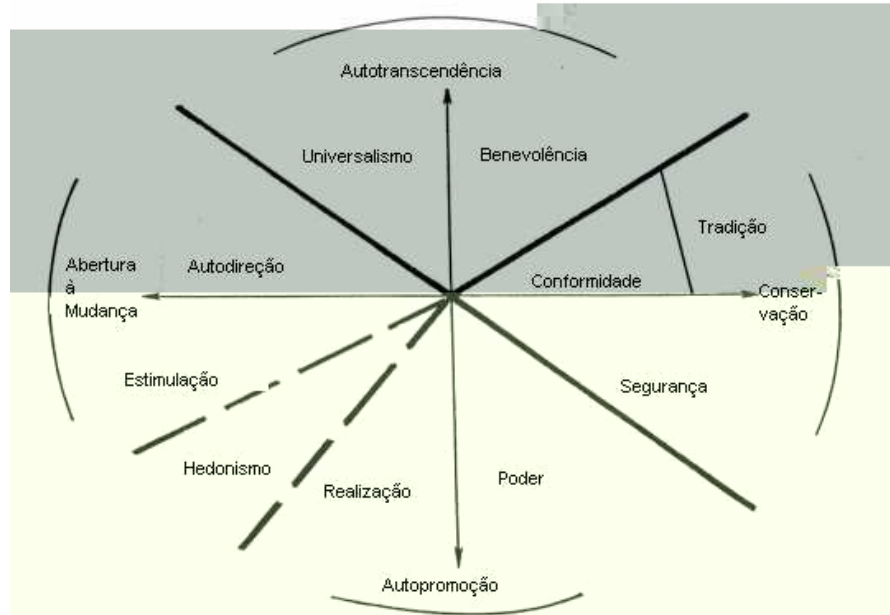 Autotranscendência
Universalismo
Benevolência
Tradição
Abertura
à
Mudança
Autodireção
Conformidade
Conser-
vação
Estimulação
Segurança
Hedonismo
Realização
Poder
Autopromoção